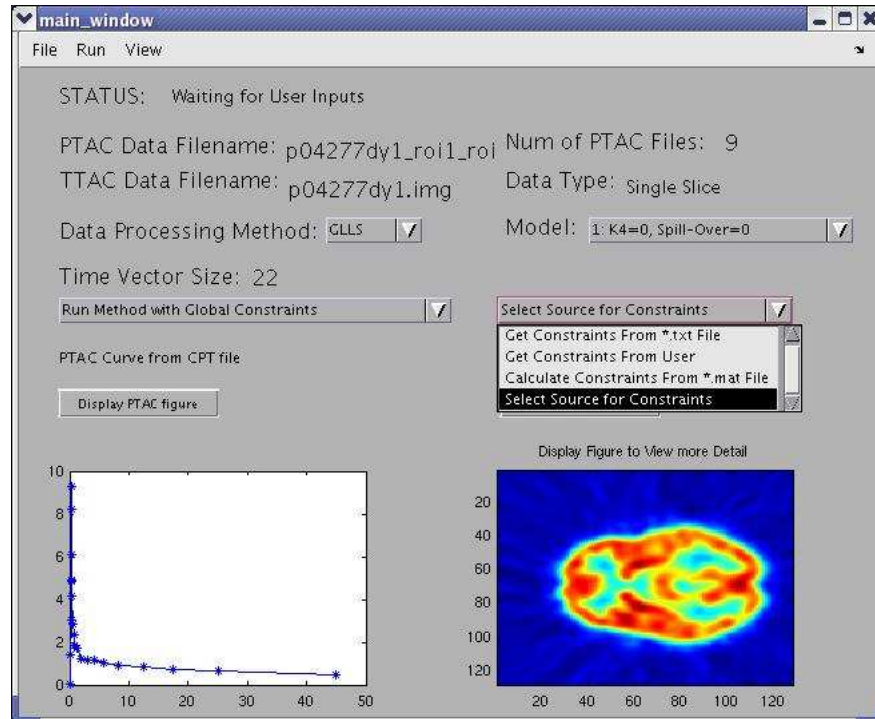 main_window
File Run View
STATUS: Waiting for User Inputs
PTAC Data Filename: p04277dy1_roi1_roi
Num of PTAC Files: 9
TTAC Data Filename: p04277dy1.img
Data Type: Single Slice
Data Processing Method: GLLS
Model: 1: K4=0, Spill-Over=0
Time Vector Size: 22
Run Method with Global Constraints
Select Source for Constraints
Get Constraints From *.txt File
Get Constraints From User
Calculate Constraints From *.mat File
Select Source for Constraints
PTAC Curve from CPT file
Display PTAC figure
Display Figure to View more Detail
10
8
6
4
2
0
0 10 20 30 40 50
20
40
60
80
100
120
20 40 60 80 100 120